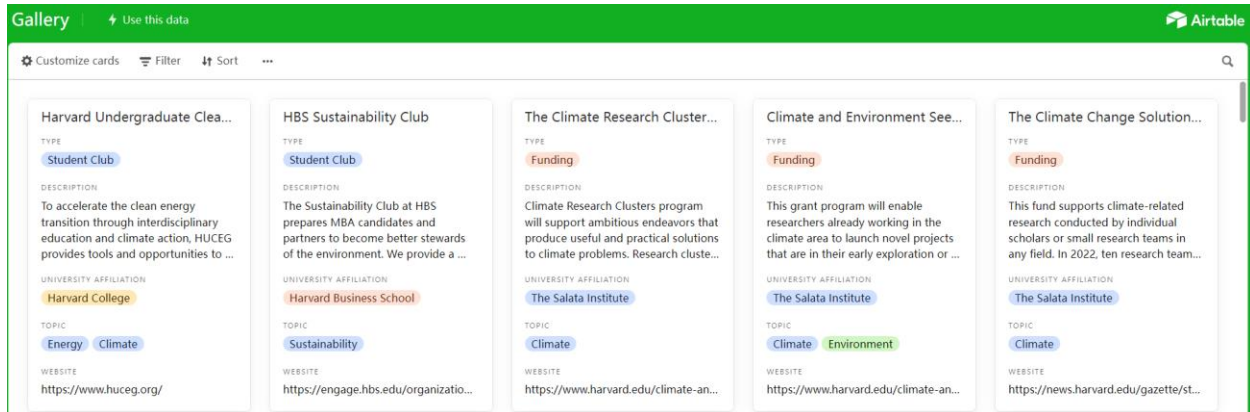 Gallery
Use this data
Airtable
Customize cards
Filter
Sort
...
Harvard Undergraduate Clea...
TYPE
Student Club
DESCRIPTION
To accelerate the clean energy
transition through interdisciplinary
education and climate action, HUCEG
provides tools and opportunities to ...
UNIVERSITY AFFILIATION
Harvard College
TOPIC
Energy Climate
WEBSITE
https://www.huceg.org/
HBS Sustainability Club
TYPE
Student Club
DESCRIPTION
The Sustainability Club at HBS
prepares MBA candidates and
partners to become better stewards
of the environment. We provide a ...
UNIVERSITY AFFILIATION
Harvard Business School
TOPIC
Sustainability
WEBSITE
https://engage.hbs.edu/organizatio...
The Climate Research Cluster...
TYPE
Funding
DESCRIPTION
Climate Research Clusters program
will support ambitious endeavors that
produce useful and practical solutions
to climate problems. Research cluste...
UNIVERSITY AFFILIATION
The Salata Institute
TOPIC
Climate
WEBSITE
https://www.harvard.edu/climate-an...
Climate and Environment See...
TYPE
Funding
DESCRIPTION
This grant program will enable
researchers already working in the
climate area to launch novel projects
that are in their early exploration or ...
UNIVERSITY AFFILIATION
The Salata Institute
TOPIC
Climate Environment
WEBSITE
https://www.harvard.edu/climate-an...
The Climate Change Solution...
TYPE
Funding
DESCRIPTION
This fund supports climate-related
research conducted by individual
scholars or small research teams in
any field. In 2022, ten research team...
UNIVERSITY AFFILIATION
The Salata Institute
TOPIC
Climate
WEBSITE
https://news.harvard.edu/gazette/st...